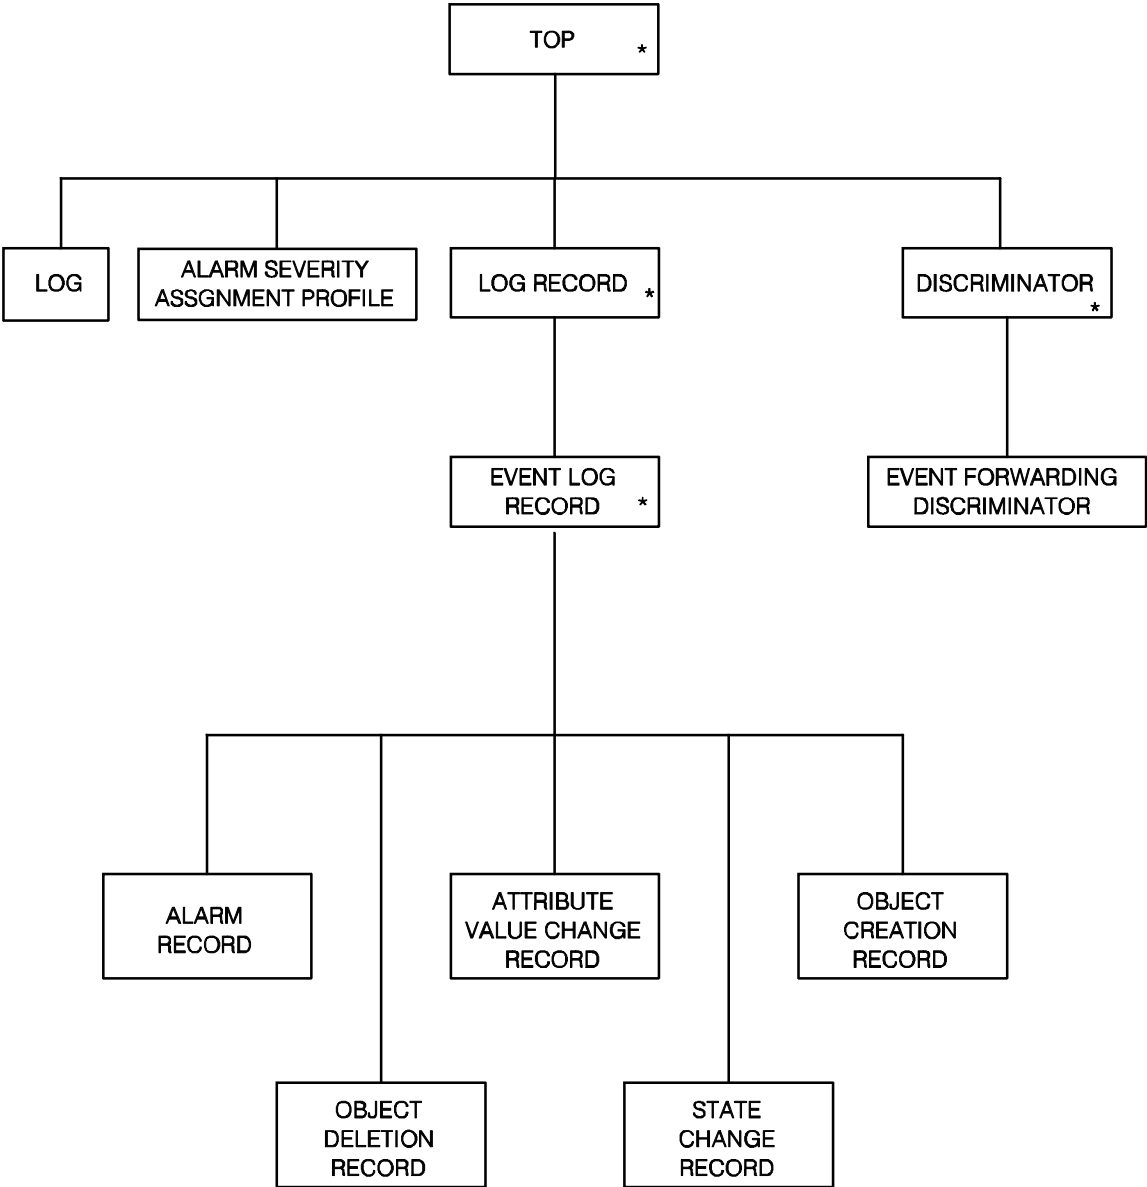 TOP *
LOG
ALARM SEVERITY
ASSGNMENT PROFILE
LOG RECORD *
DISCRIMINATOR
*
EVENT LOG
RECORD *
EVENT FORWARDING
DISCRIMINATOR
ALARM
RECORD
ATTRIBUTE
VALUE CHANGE
RECORD
OBJECT
CREATION
RECORD
OBJECT
DELETION
RECORD
STATE
CHANGE
RECORD